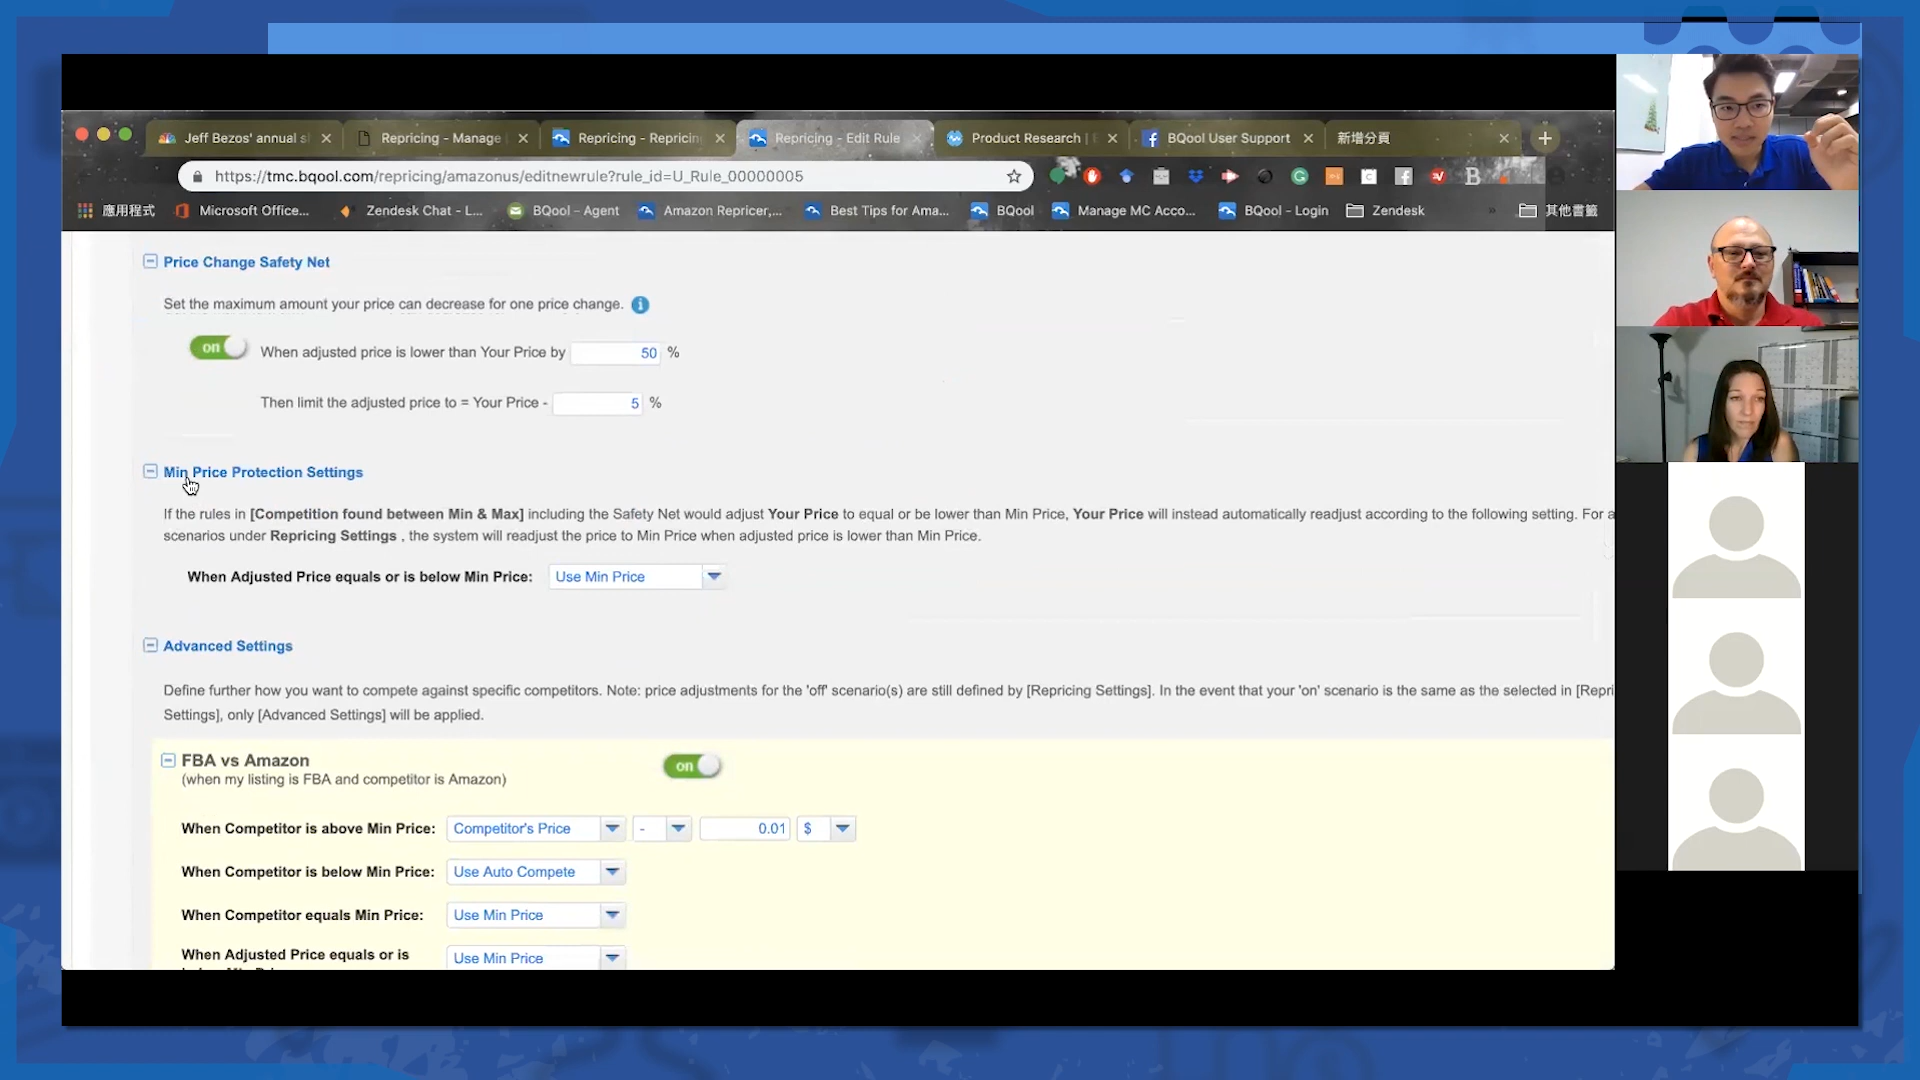 Jeff Bezos' annual s
Repricing - Manage
Repricing - Repricin
Repricing - Edit Rule
Product Research |
BQool User Support
新增分頁
https://tmc.bqool.com/repricing/amazonus/editnewrule?rule_id=U_Rule_00000005
應用程式
Microsoft Office...
Zendesk Chat - L...
BQool - Agent
Amazon Repricer,...
Best Tips for Ama...
BQool
Manage MC Acco...
BQool - Login
Zendesk
»
其他書籤
Price Change Safety Net
Set the maximum amount your price can decrease for one price change.
on When adjusted price is lower than Your Price by 50 %
Then limit the adjusted price to = Your Price - 5 %
Min Price Protection Settings
If the rules in [Competition found between Min & Max] including the Safety Net would adjust Your Price to equal or be lower than Min Price, Your Price will instead automatically readjust according to the following setting. For a
scenarios under Repricing Settings , the system will readjust the price to Min Price when adjusted price is lower than Min Price.
When Adjusted Price equals or is below Min Price: Use Min Price
Advanced Settings
Define further how you want to compete against specific competitors. Note: price adjustments for the 'off' scenario(s) are still defined by [Repricing Settings]. In the event that your 'on' scenario is the same as the selected in [Repri
Settings], only [Advanced Settings] will be applied.
FBA vs Amazon on
(when my listing is FBA and competitor is Amazon)
When Competitor is above Min Price: Competitor's Price - 0.01 $
When Competitor is below Min Price: Use Auto Compete
When Competitor equals Min Price: Use Min Price
When Adjusted Price equals or is Use Min Price